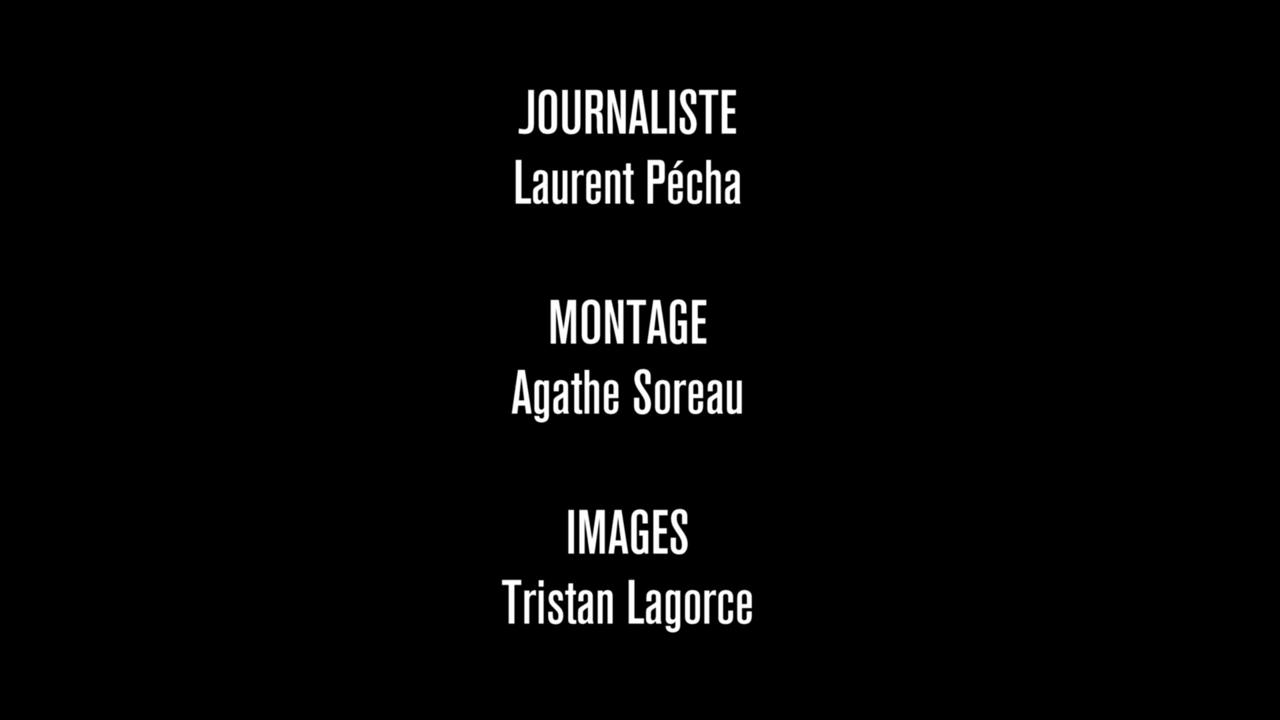 JOURNALISTE
Laurent Pécha
MONTAGE
Agathe Soreau
IMAGES
Tristan Lagorce